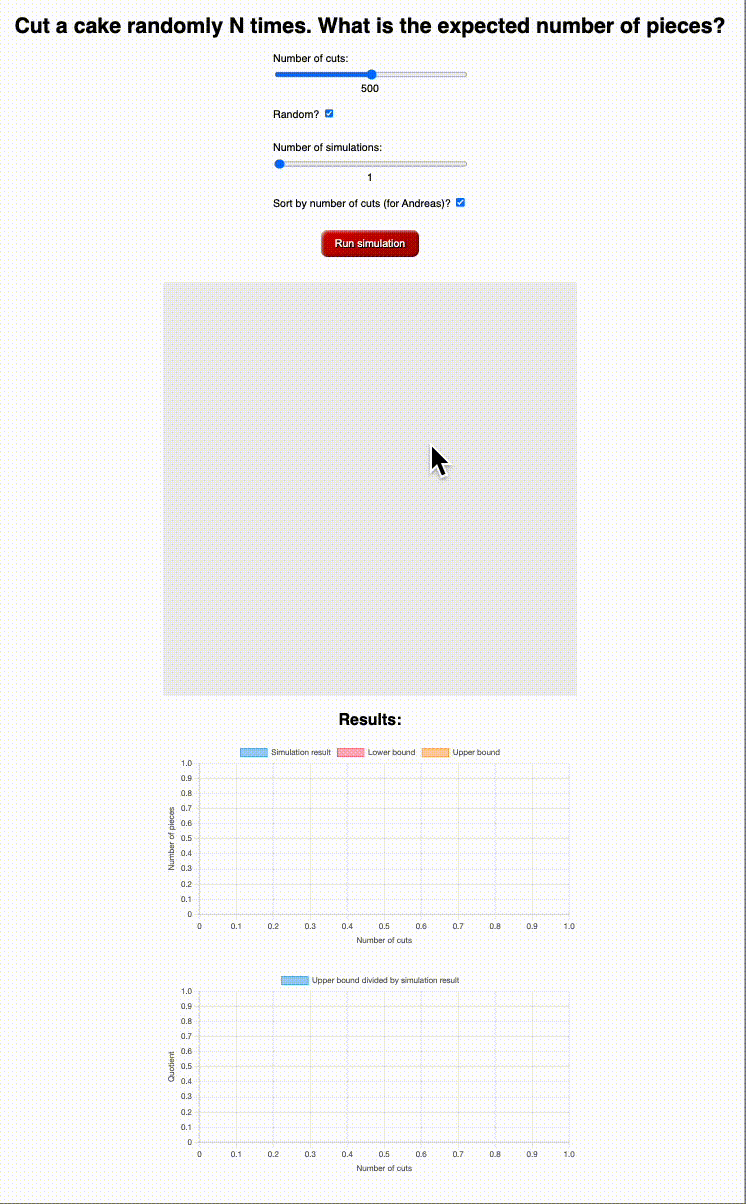 Cut a cake randomly N times. What is the expected number of pieces?
Number of cuts:
500
Random?
Number of simulations:
1
Sort by number of cuts (for Andreas)?
Run simulation
Results:
Simulation result Lower bound Upper bound
1.0
0.9
0.8
0.7
0.6
0.5
0.4
0.3
0.2
0.1
0
Number of pieces
0 0.1 0.2 0.3 0.4 0.5 0.6 0.7 0.8 0.9 1.0
Number of cuts
Upper bound divided by simulation result
1.0
0.9
0.8
0.7
0.6
0.5
0.4
0.3
0.2
0.1
0
Quotient
0 0.1 0.2 0.3 0.4 0.5 0.6 0.7 0.8 0.9 1.0
Number of cuts